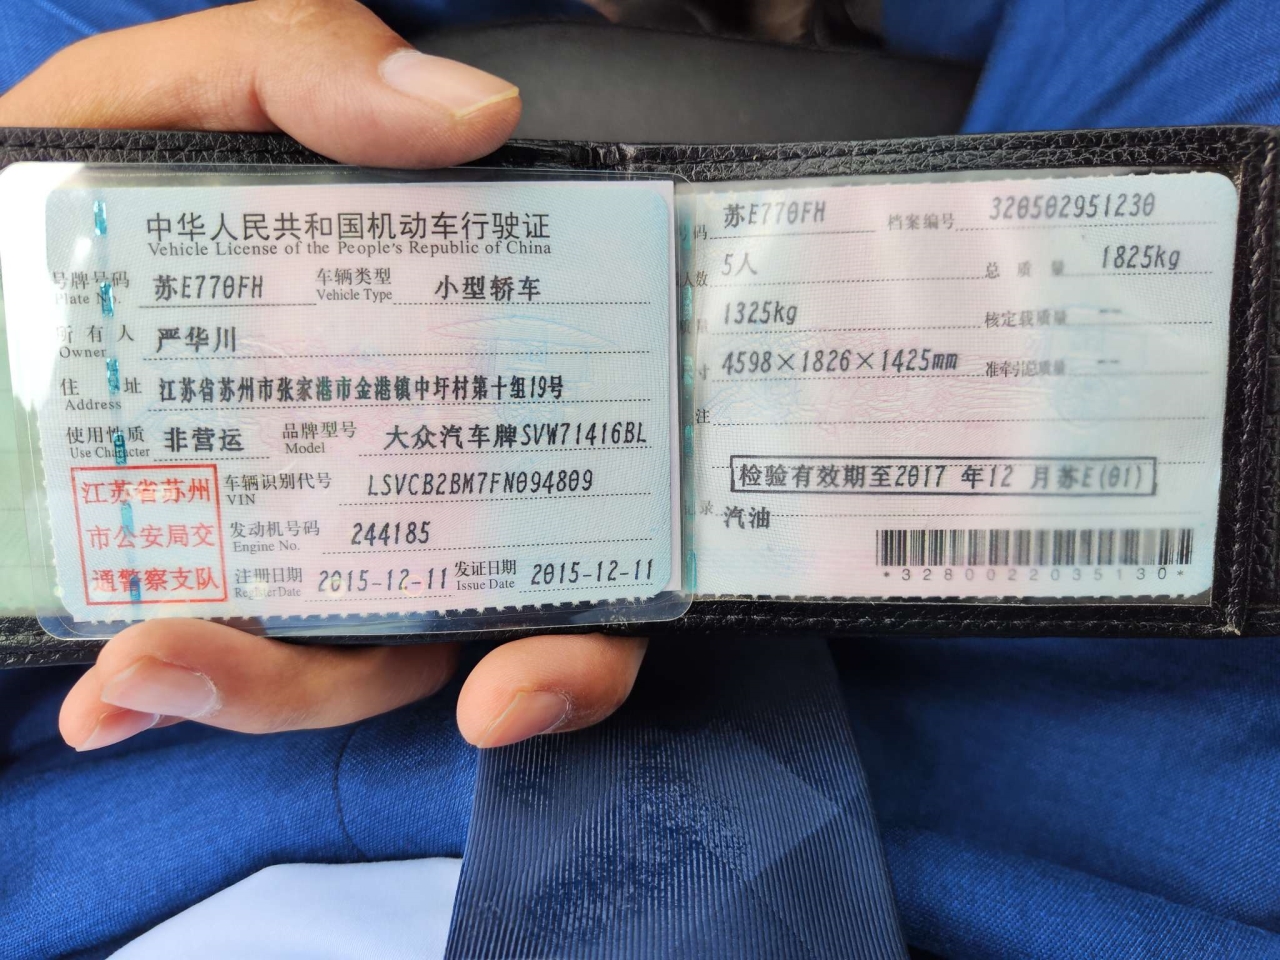 中华人民共和国机动车行驶证
Vehicle License of the People's Republic of China
号牌号码 苏E770FH 车辆类型 小型轿车
Plate No. Vehicle Type
所有人 严华川
Owner
住址 江苏省苏州市张家港市金港镇中圩村第十组19号
Address
使用性质 非营运 品牌型号 大众汽车牌SVW71416BL
Use Character Model
江苏省苏州
市公安局交
通警察支队
车辆识别代号 LSVCB2BM7FN094809
VIN
发动机号码 244185
Engine No.
注册日期 2015-12-11 发证日期 2015-12-11
Register Date Issue Date
码 苏E770FH 档案编号 320502951230
人数 5人 总质量 1825kg
1325kg 核定载质量 --
寸 4598×1826×1425mm 准牵引总质量 --
注
检验有效期至2017年12月苏E(01)
录 汽油
*3280022035130*